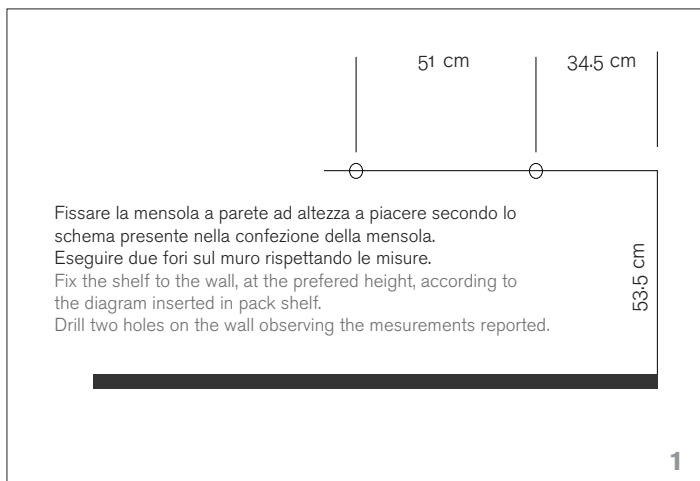 51 cm
34.5 cm
Fissare la mensola a parete ad altezza a piacere secondo lo
schema presente nella confezione della mensola.
Eseguire due fori sul muro rispettando le misure.
Fix the shelf to the wall, at the prefered height, according to
the diagram inserted in pack shelf.
Drill two holes on the wall observing the mesurements reported.
53.5 cm
1